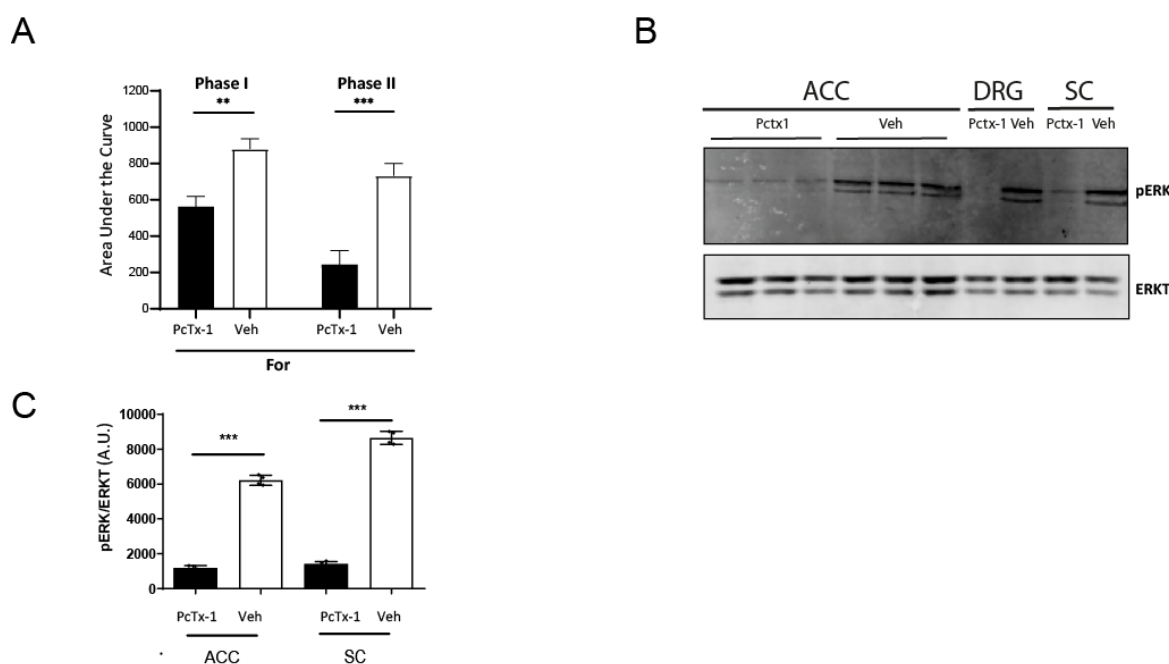 A
Phase I
Phase II
**
***
Area Under the Curve
1200
1000
800
600
400
200
0
PcTx-1
Veh
PcTx-1
Veh
For
B
ACC
DRG
SC
Pctx1
Veh
Pctx-1 Veh
Pctx-1 Veh
pERK
ERKT
C
***
***
pERK/ERKT (A.U.)
10000
8000
6000
4000
2000
0
PcTx-1
Veh
PcTx-1
Veh
ACC
SC